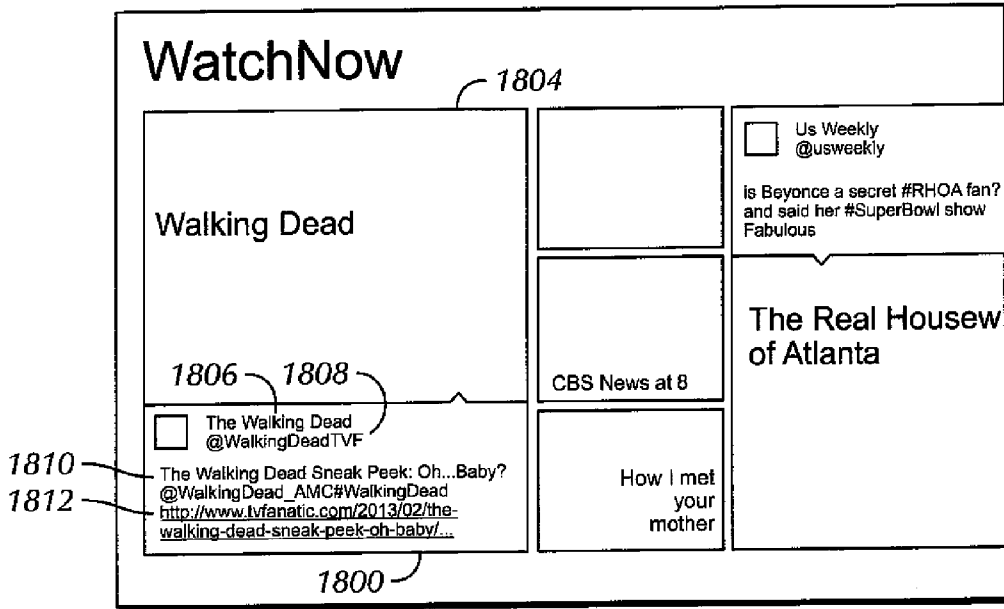 WatchNow
1804
Walking Dead
1806
1808
The Walking Dead
@WalkingDeadTVF
1810
The Walking Dead Sneak Peek: Oh...Baby?
@WalkingDead_AMC#WalkingDead
1812
http://www.tvfanatic.com/2013/02/the-
walking-dead-sneak-peek-oh-baby/...
1800
CBS News at 8
How I met
your
mother
Us Weekly
@usweekly
is Beyonce a secret #RHOA fan?
and said her #SuperBowl show
Fabulous
The Real Housew
of Atlanta